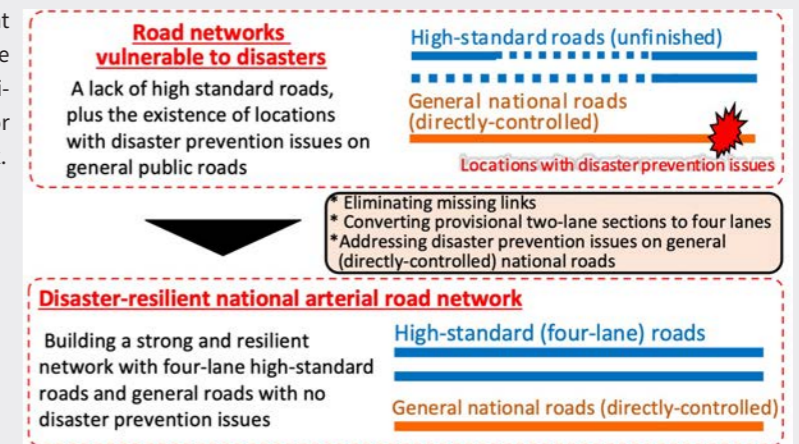 Road networks
vulnerable to disasters
A lack of high standard roads,
plus the existence of locations
with disaster prevention issues on
general public roads
High-standard roads (unfinished)
General national roads
(directly-controlled)
Locations with disaster prevention issues
* Eliminating missing links
* Converting provisional two-lane sections to four lanes
*Addressing disaster prevention issues on general
(directly-controlled) national roads
Disaster-resilient national arterial road network
Building a strong and resilient
network with four-lane high-standard
roads and general roads with no
disaster prevention issues
High-standard (four-lane) roads
General national roads (directly-controlled)